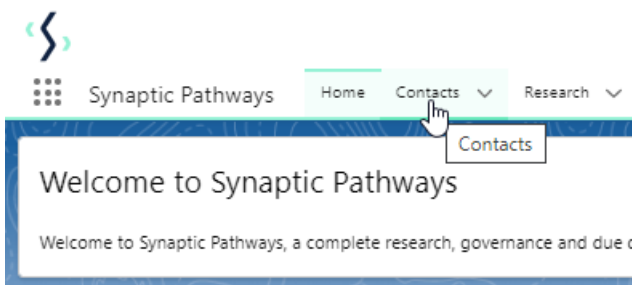 Synaptic Pathways Home Contacts Research
Contacts
Welcome to Synaptic Pathways
Welcome to Synaptic Pathways, a complete research, governance and due